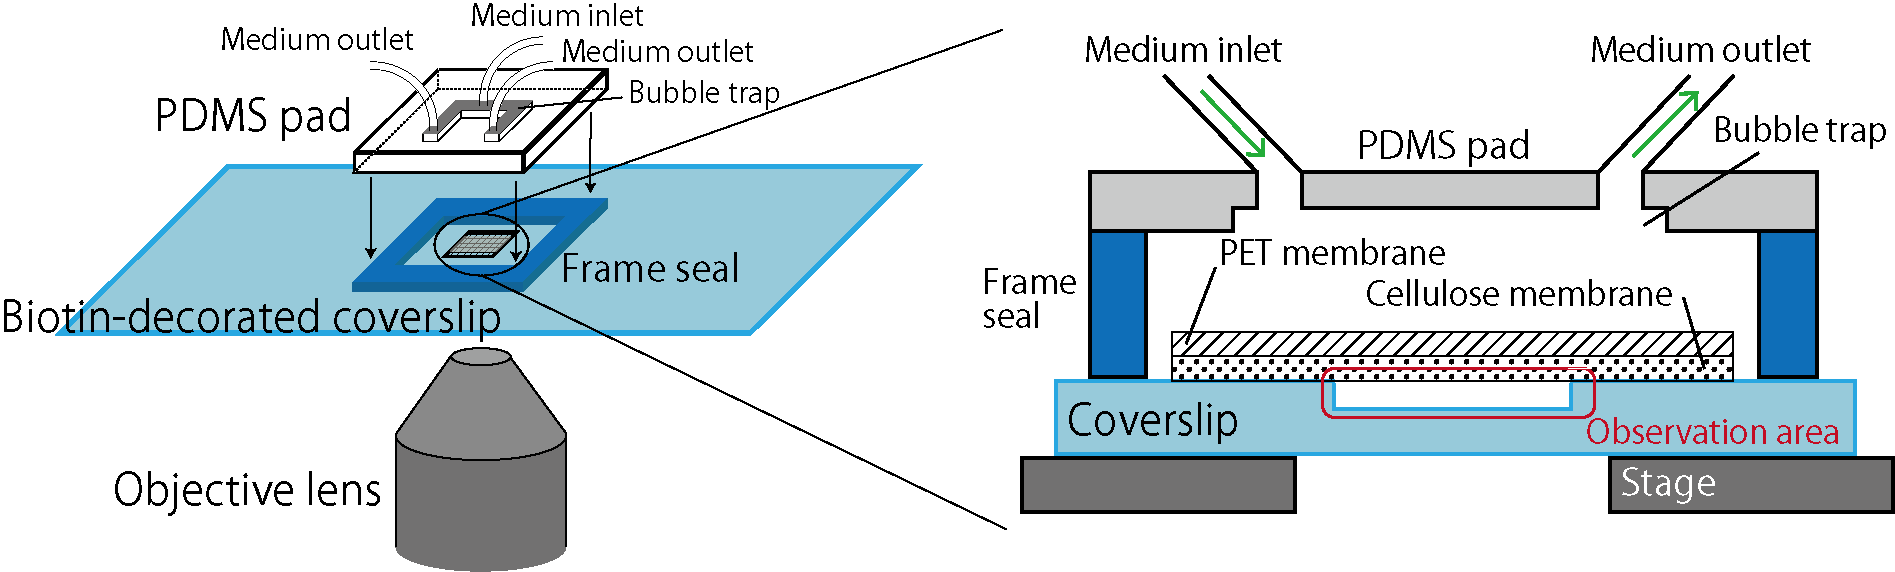 Medium inlet
Medium outlet
Medium outlet
Bubble trap
PDMS pad
Frame seal
Biotin-decorated coverslip
Objective lens
Medium inlet
Medium outlet
Bubble trap
PDMS pad
PET membrane
Frame
seal
Cellulose membrane
Coverslip
Observation area
Stage